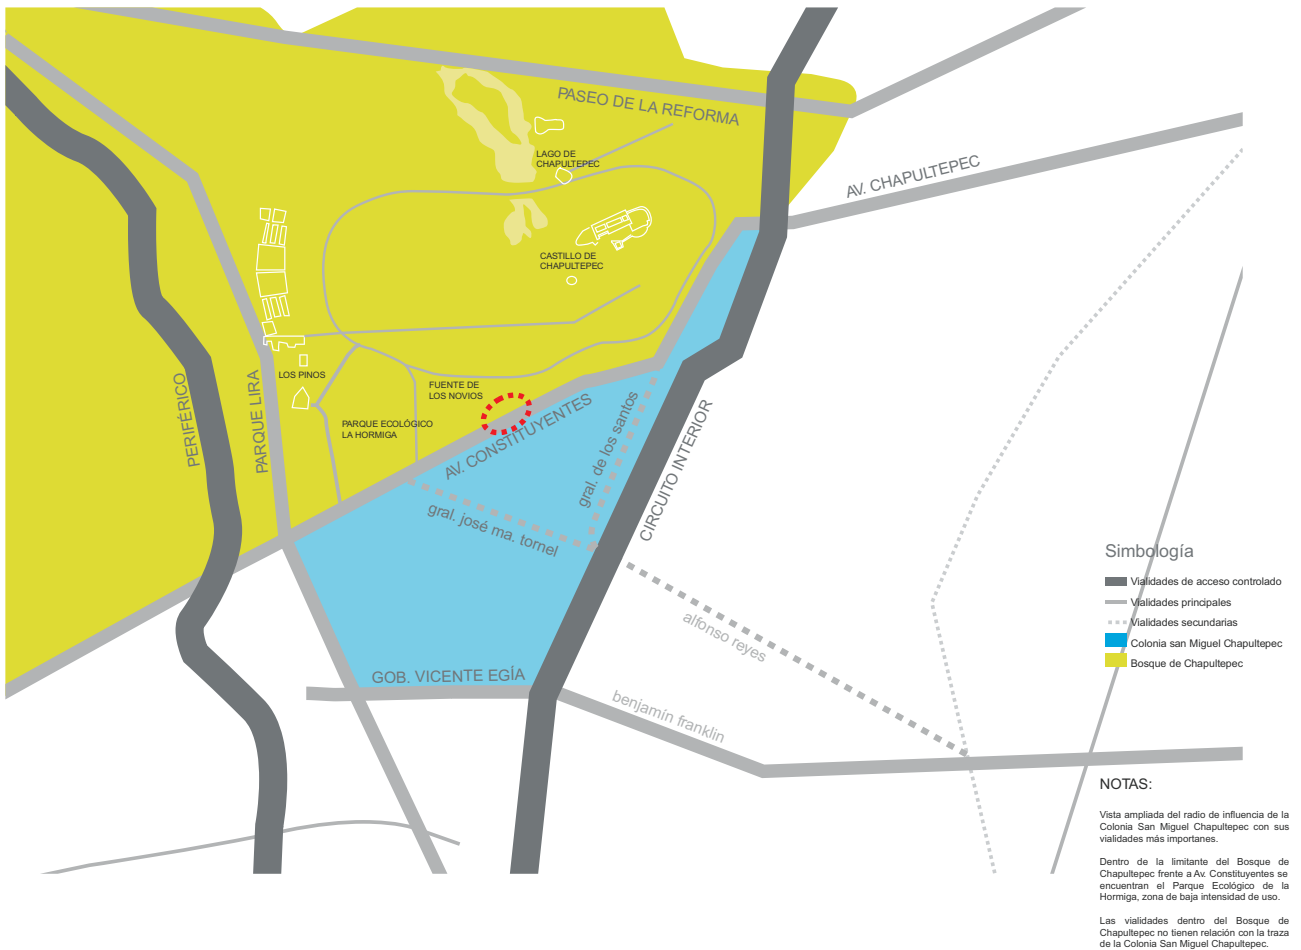 PASEO DE LA REFORMA
LAGO DE
CHAPULTEPEC
AV. CHAPULTEPEC
CASTILLO DE
CHAPULTEPEC
PERIFÉRICO
PARQUE LIRA
LOS PINOS
FUENTE DE
LOS NOVIOS
PARQUE ECOLÓGICO
LA HORMIGA
AV. CONSTITUYENTES
gral. de los santos
CIRCUITO INTERIOR
gral. josé ma. tornel
alfonso reyes
GOB. VICENTE EGÍA
benjamín franklin
Simbología
Vialidades de acceso controlado
Vialidades principales
Vialidades secundarias
Colonia san Miguel Chapultepec
Bosque de Chapultepec
NOTAS:
Vista ampliada del radio de influencia de la
Colonia San Miguel Chapultepec con sus
vialidades más importanes.
Dentro de la limitante del Bosque de
Chapultepec frente a Av. Constituyentes se
encuentran el Parque Ecológico de la
Hormiga, zona de baja intensidad de uso.
Las vialidades dentro del Bosque de
Chapultepec no tienen relación con la traza
de la Colonia San Miguel Chapultepec.